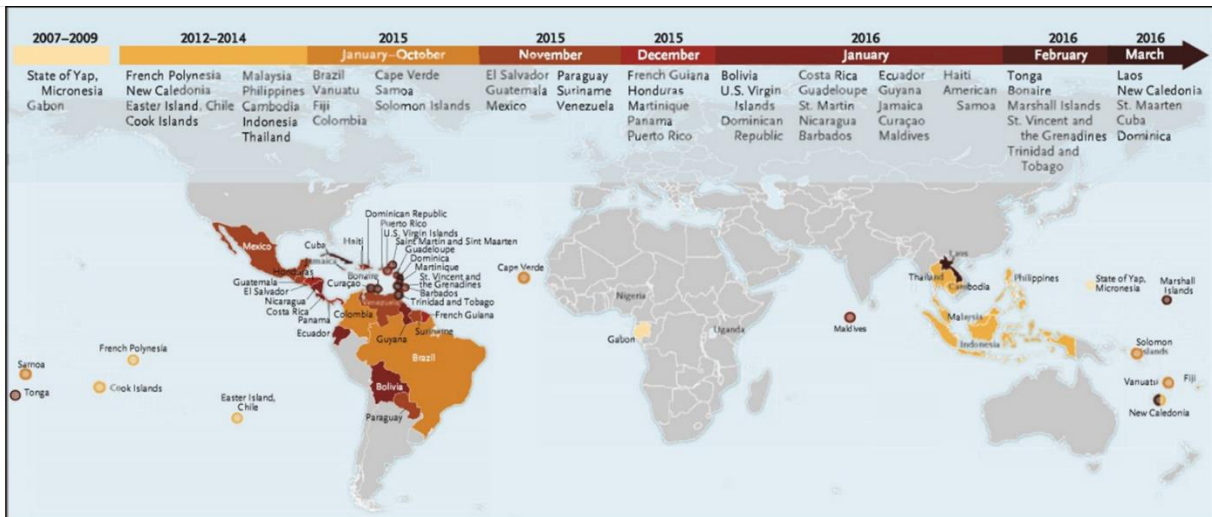 2007–2009
State of Yap,
Micronesia
Gabon
2012–2014
French Polynesia
New Caledonia
Easter Island, Chile
Cook Islands
Malaysia
Philippines
Cambodia
Indonesia
Thailand
2015
January–October
Brazil
Vanuatu
Fiji
Colombia
Cape Verde
Samoa
Solomon Islands
2015
November
El Salvador
Guatemala
Mexico
Paraguay
Suriname
Venezuela
2015
December
French Guiana
Honduras
Martinique
Panama
Puerto Rico
2016
January
Bolivia
U.S. Virgin
Islands
Dominican
Republic
Costa Rica
Guadeloupe
St. Martin
Nicaragua
Barbados
Ecuador
Guyana
Jamaica
Curaçao
Maldives
Haiti
American
Samoa
2016
February
Tonga
Bonaire
Marshall Islands
St. Vincent and
the Grenadines
Trinidad and
Tobago
2016
March
Laos
New Caledonia
St. Maarten
Cuba
Dominica
Mexico
Cuba
Jamaica
Haiti
Dominican Republic
Puerto Rico
U.S. Virgin Islands
Saint Martin and Sint Maarten
Guadeloupe
Dominica
Martinique
St. Vincent and
the Grenadines
Barbados
Trinidad and Tobago
Honduras
Guatemala
El Salvador
Nicaragua
Costa Rica
Panama
Bonaire
Curaçao
Venezuela
Colombia
Ecuador
Guyana
Suriname
French Guiana
Brazil
Bolivia
Paraguay
Samoa
Tonga
French Polynesia
Cook Islands
Easter Island,
Chile
Cape Verde
Nigeria
Gabon
Uganda
Maldives
Laos
Thailand
Cambodia
Philippines
Malaysia
Indonesia
State of Yap,
Micronesia
Marshall
Islands
Solomon
Islands
Vanuatu
Fiji
New Caledonia